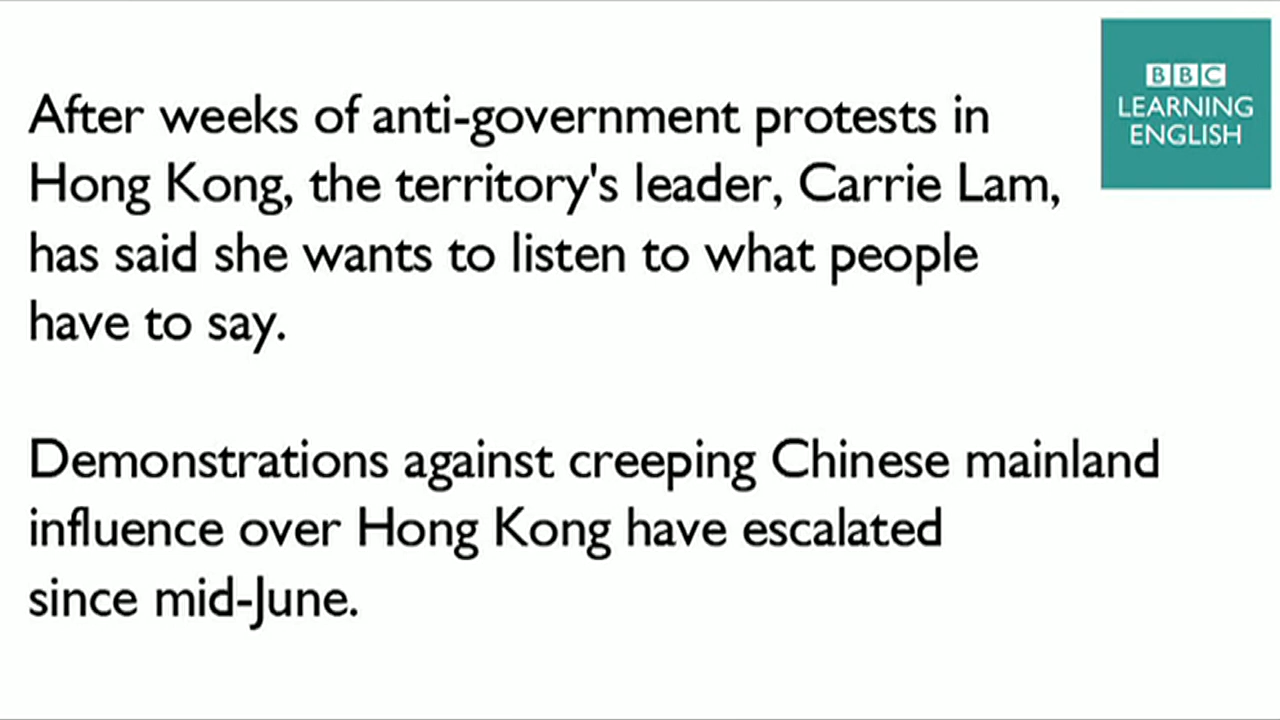 After weeks of anti-government protests in
Hong Kong, the territory's leader, Carrie Lam,
has said she wants to listen to what people
have to say.
Demonstrations against creeping Chinese mainland
influence over Hong Kong have escalated
since mid-June.
BBC
LEARNING
ENGLISH